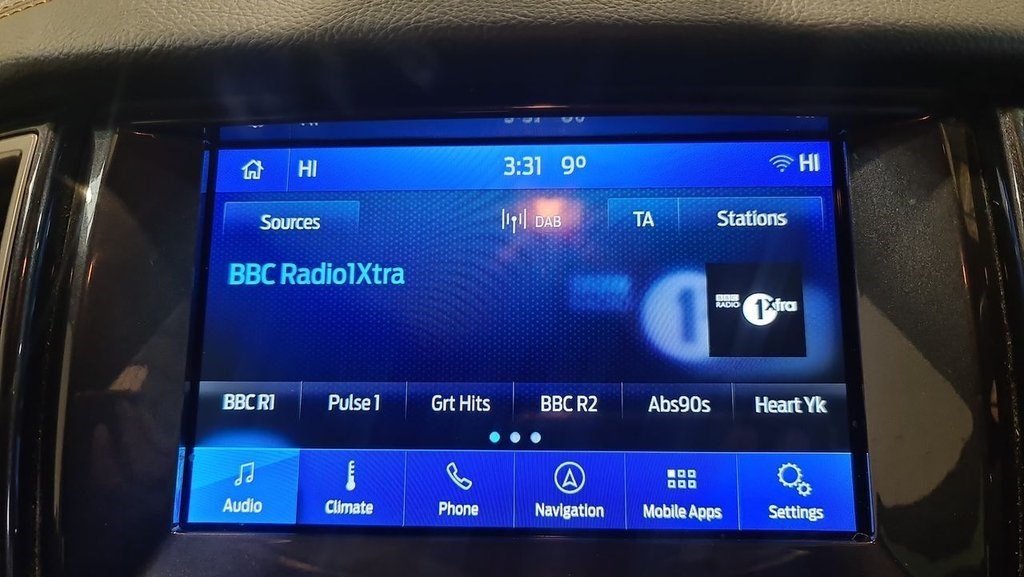 HI 3:31 9° HI
Sources DAB TA Stations
BBC Radio1Xtra
BBC
RADIO 1Xtra
BBC R1 Pulse 1 Grt Hits BBC R2 Abs90s Heart Yk
Audio Climate Phone Navigation Mobile Apps Settings